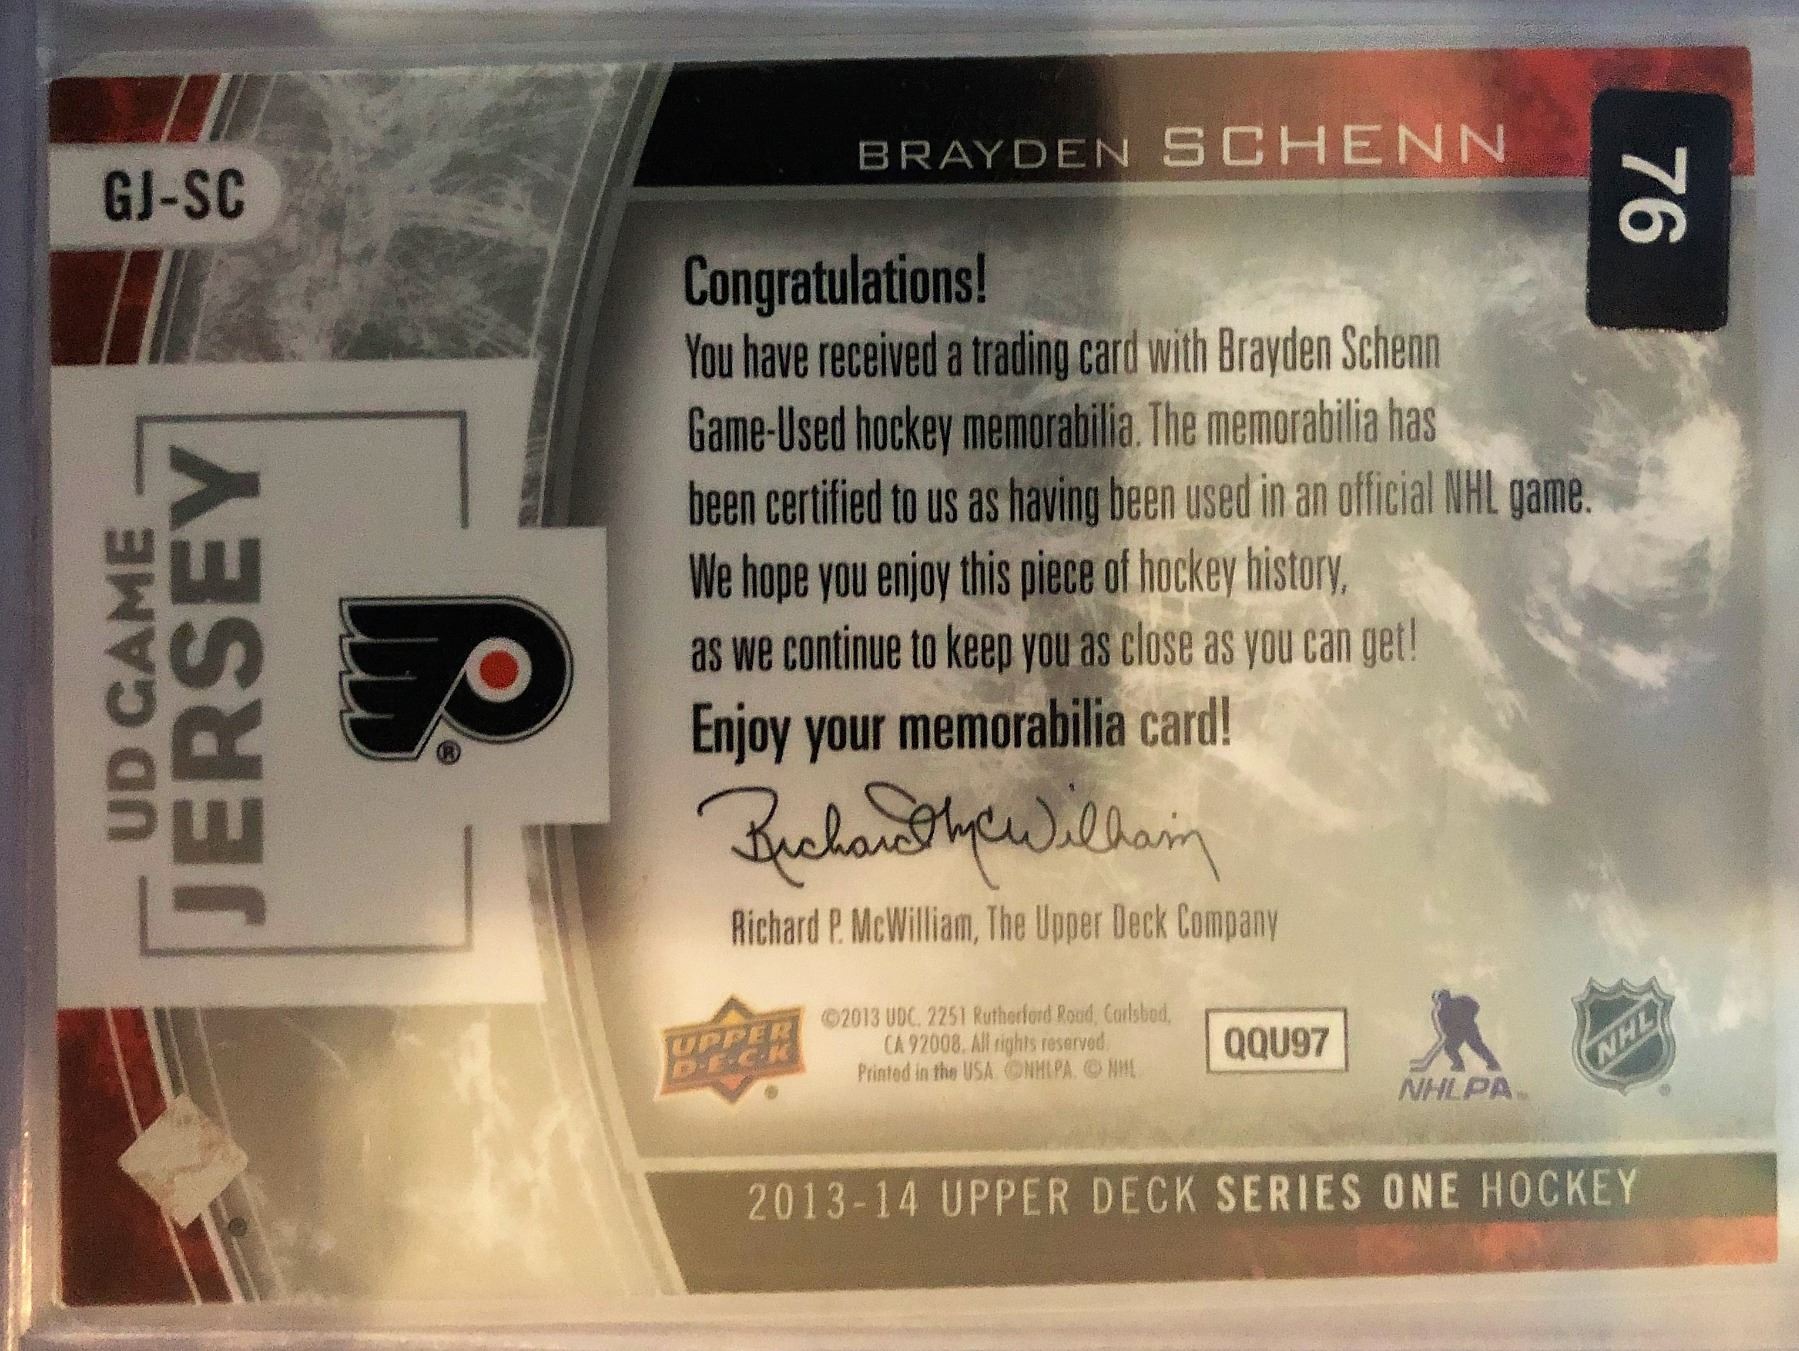 BRAYDEN SCHENN
76
GJ-SC
UD GAME
JERSEY
®
Congratulations!
You have received a trading card with Brayden Schenn
Game-Used hockey memorabilia. The memorabilia has
been certified to us as having been used in an official NHL game.
We hope you enjoy this piece of hockey history,
as we continue to keep you as close as you can get!
Enjoy your memorabilia card!
Richard McWilliam
Richard P. McWilliam, The Upper Deck Company
UPPER
DECK
©2013 UDC. 2251 Rutherford Road, Carlsbad,
CA 92008. All rights reserved.
Printed in the USA. ©NHLPA. © NHL
QQU97
NHLPA™
NHL
2013-14 UPPER DECK SERIES ONE HOCKEY